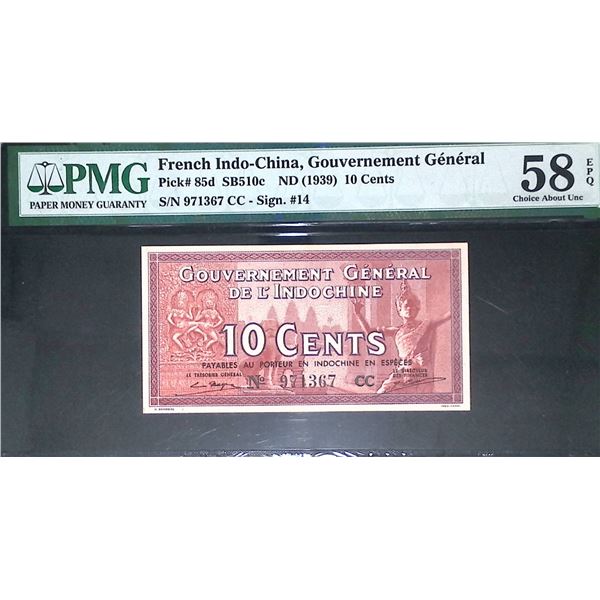 PMG
PAPER MONEY GUARANTY
French Indo-China, Gouvernement Général
Pick# 85d SB510c ND (1939) 10 Cents
S/N 971367 CC - Sign. #14
58
EPQ
Choice About Unc
GOUVERNEMENT GÉNÉRAL
DE L'INDOCHINE
10 CENTS
PAYABLES AU PORTEUR EN INDOCHINE EN ESPÈCES
LE TRÉSORIER GÉNÉRAL
LE DIRECTEUR
DES FINANCES
Nº 971367 CC